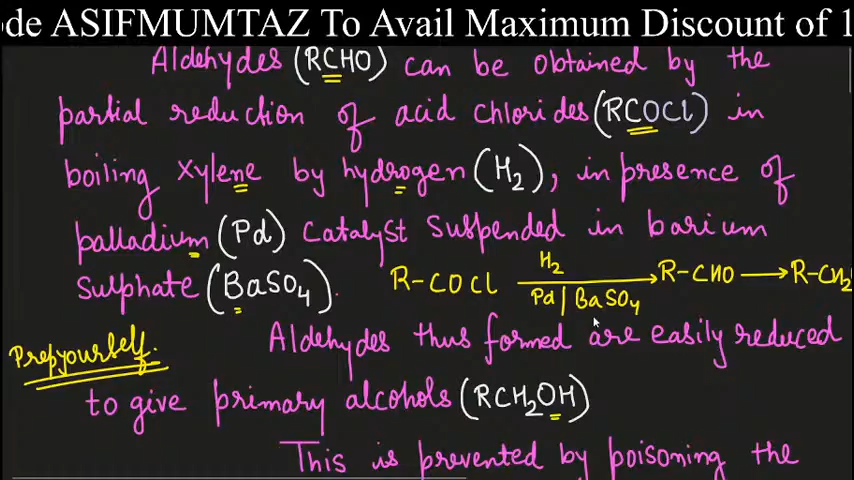 de ASIFMUMTAZ To Avail Maximum Discount of 1
Aldehydes (RCHO) can be obtained by the
partial reduction of acid chlorides (RCOCl) in
boiling xylene by hydrogen (H2), in presence of
palladium (Pd) catalyst suspended in barium
sulphate (BaSO4). R-COCl H2 Pd|BaSO4 → R-CHO → R-CH2
Prepyourself. Aldehydes thus formed are easily reduced
to give primary alcohols (RCH2OH)
This is prevented by poisoning the